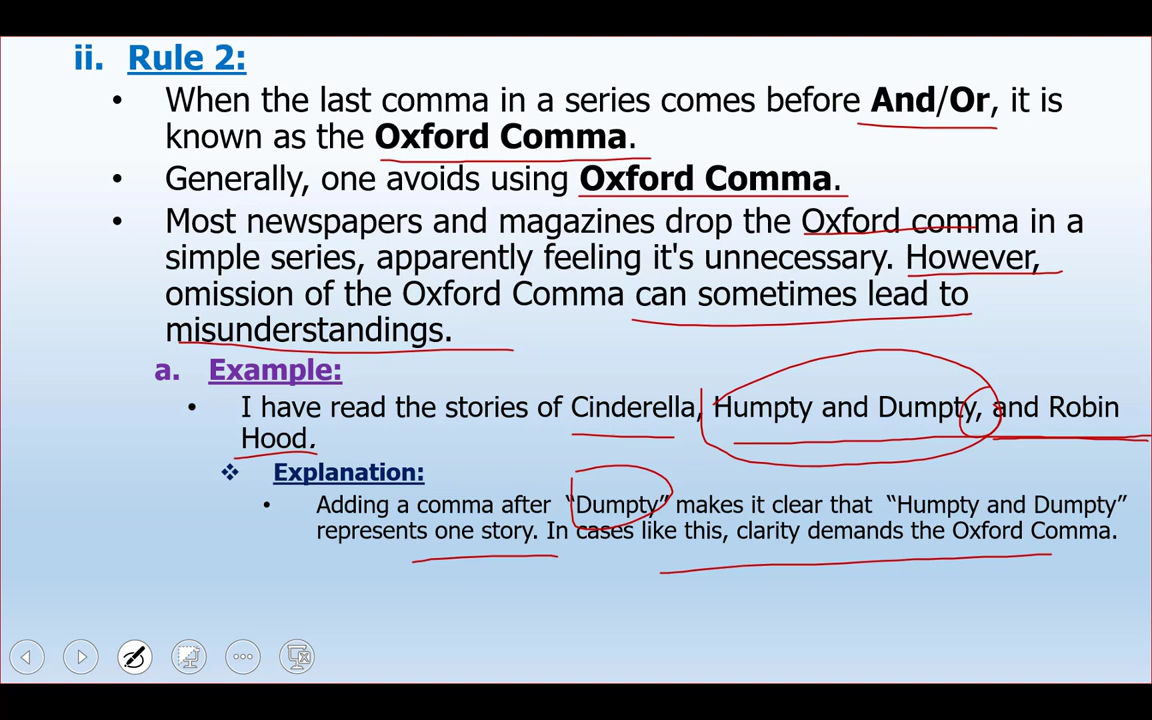 ii. Rule 2:
• When the last comma in a series comes before And/Or, it is
known as the Oxford Comma.
• Generally, one avoids using Oxford Comma.
• Most newspapers and magazines drop the Oxford comma in a
simple series, apparently feeling it's unnecessary. However,
omission of the Oxford Comma can sometimes lead to
misunderstandings.
a. Example:
• I have read the stories of Cinderella, Humpty and Dumpty, and Robin
Hood.
❖ Explanation:
• Adding a comma after “Dumpty” makes it clear that “Humpty and Dumpty”
represents one story. In cases like this, clarity demands the Oxford Comma.